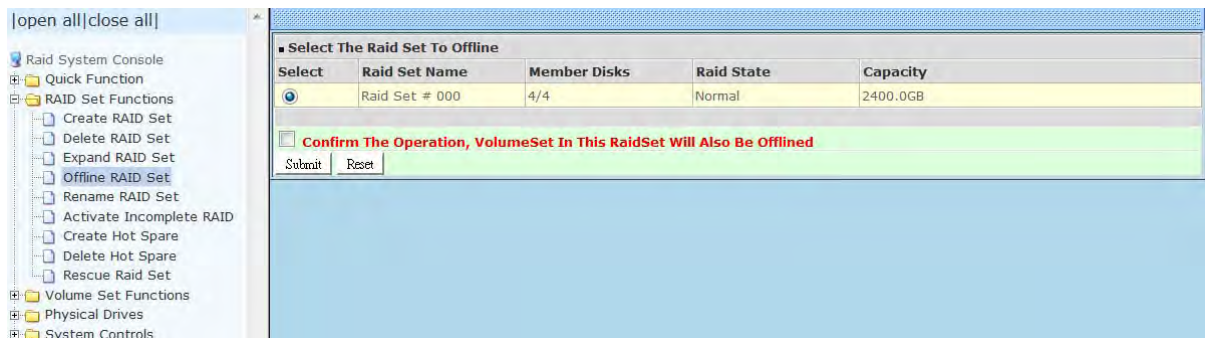 |open all|close all|
Raid System Console
Quick Function
RAID Set Functions
Create RAID Set
Delete RAID Set
Expand RAID Set
Offline RAID Set
Rename RAID Set
Activate Incomplete RAID
Create Hot Spare
Delete Hot Spare
Rescue Raid Set
Volume Set Functions
Physical Drives
System Controls
Select The Raid Set To Offline
Select Raid Set Name Member Disks Raid State Capacity
Raid Set # 000 4/4 Normal 2400.0GB
Confirm The Operation, VolumeSet In This RaidSet Will Also Be Offlined
Submit Reset